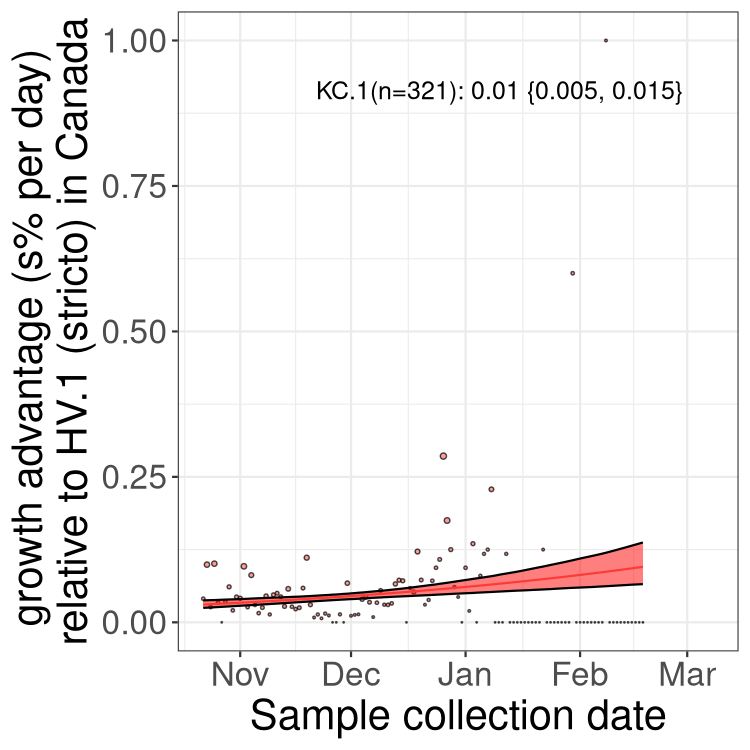 growth advantage (s% per day)
relative to HV.1 (stricto) in Canada
1.00
0.75
0.50
0.25
0.00
KC.1(n=321): 0.01 {0.005, 0.015}
Nov Dec Jan Feb Mar
Sample collection date